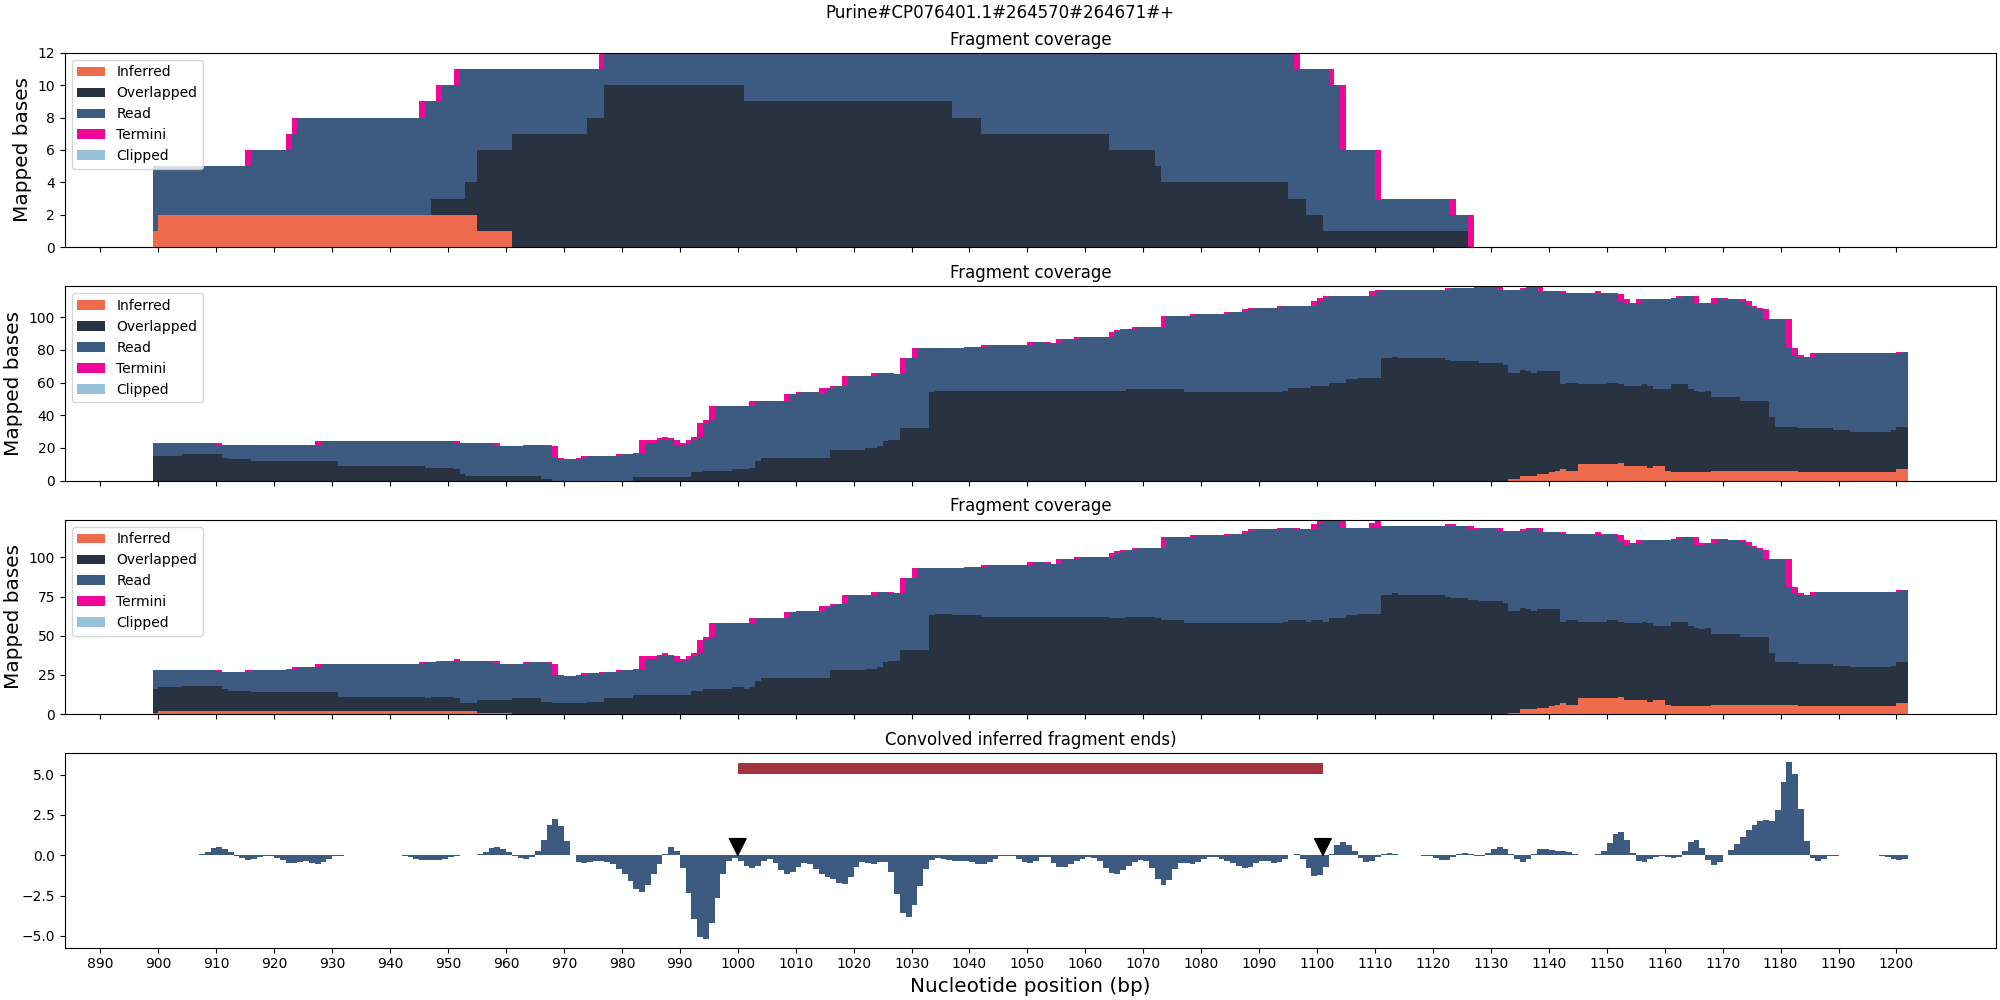 Purine#CP076401.1#264570#264671#+
Fragment coverage
Mapped bases
12
10
8
6
4
2
0
Inferred
Overlapped
Read
Termini
Clipped
Fragment coverage
Mapped bases
100
80
60
40
20
0
Inferred
Overlapped
Read
Termini
Clipped
Fragment coverage
Mapped bases
100
75
50
25
0
Inferred
Overlapped
Read
Termini
Clipped
Convolved inferred fragment ends)
5.0
2.5
0.0
−2.5
−5.0
890 900 910 920 930 940 950 960 970 980 990 1000 1010 1020 1030 1040 1050 1060 1070 1080 1090 1100 1110 1120 1130 1140 1150 1160 1170 1180 1190 1200
Nucleotide position (bp)